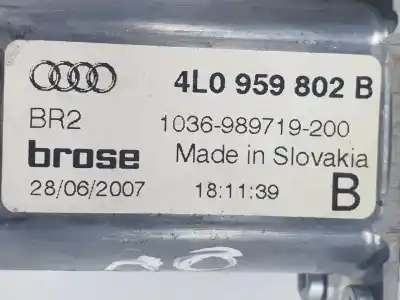 4L0 959 802 B
BR2 1036-989719-200
brose Made in Slovakia
28/06/2007 18:11:39 B